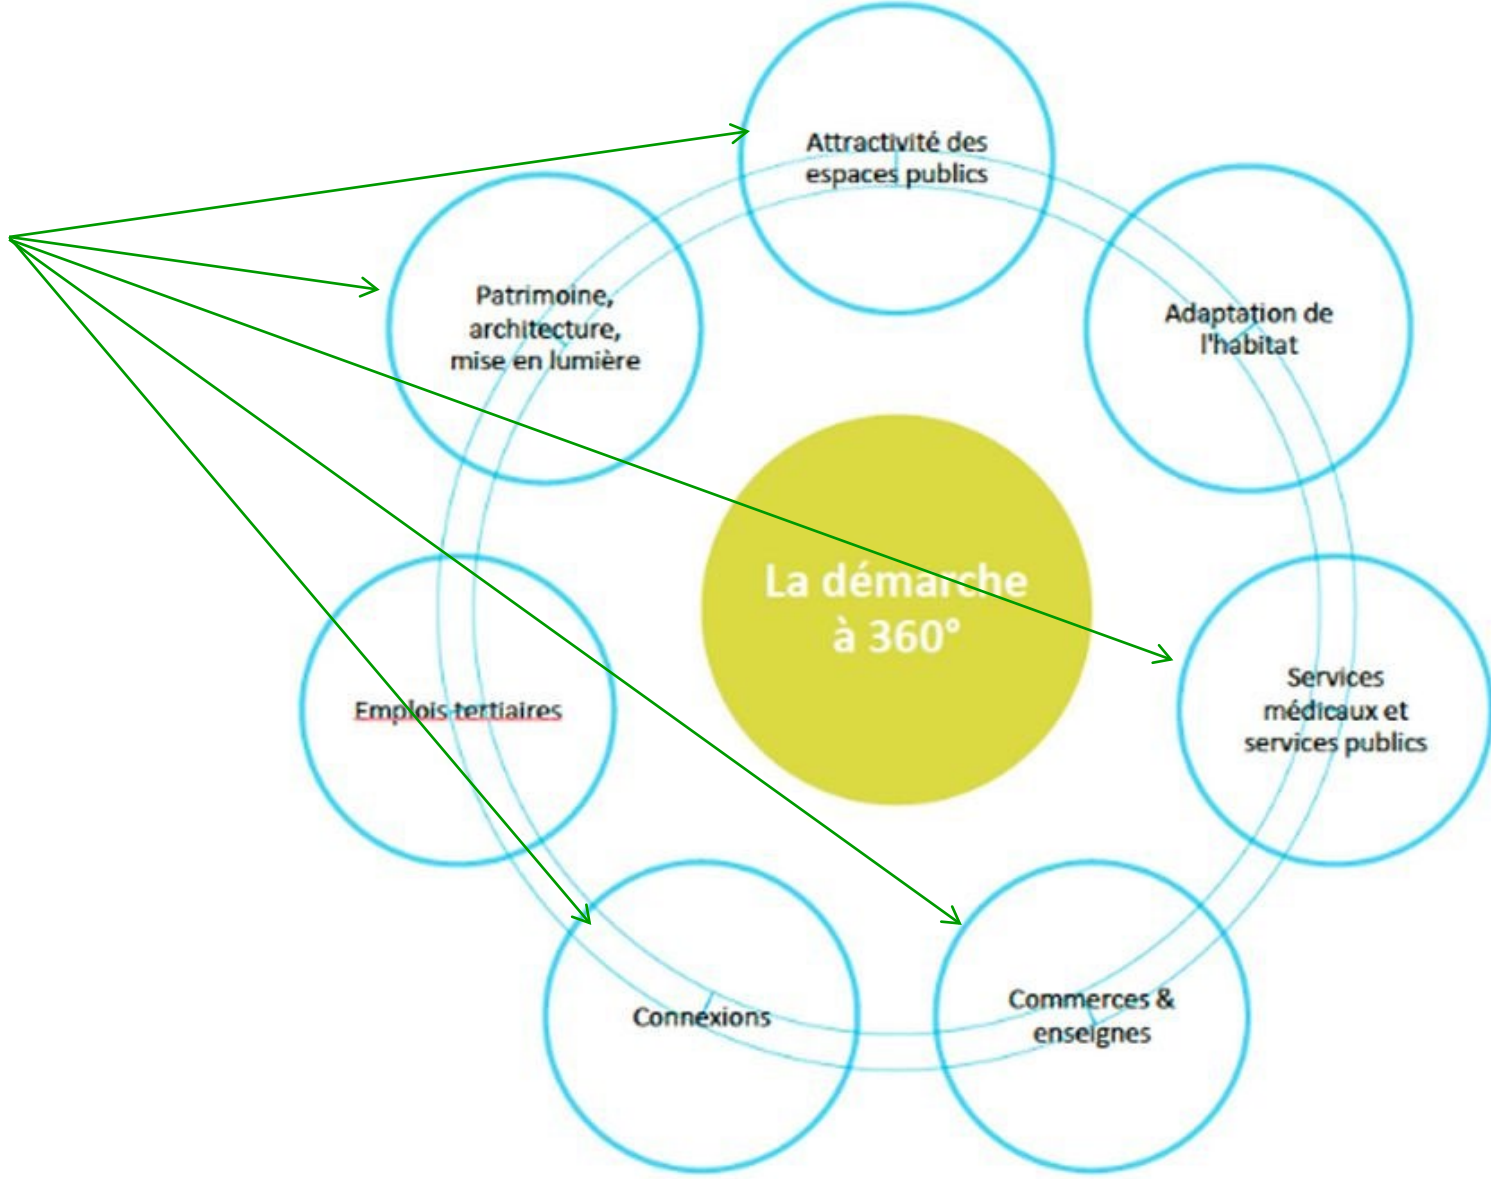 Attractivité des
espaces publics
Adaptation de
l'habitat
Services
médicaux et
services publics
Commerces &
enseignes
Connexions
Emplois tertiaires
Patrimoine,
architecture,
mise en lumière
La démarche
à 360°